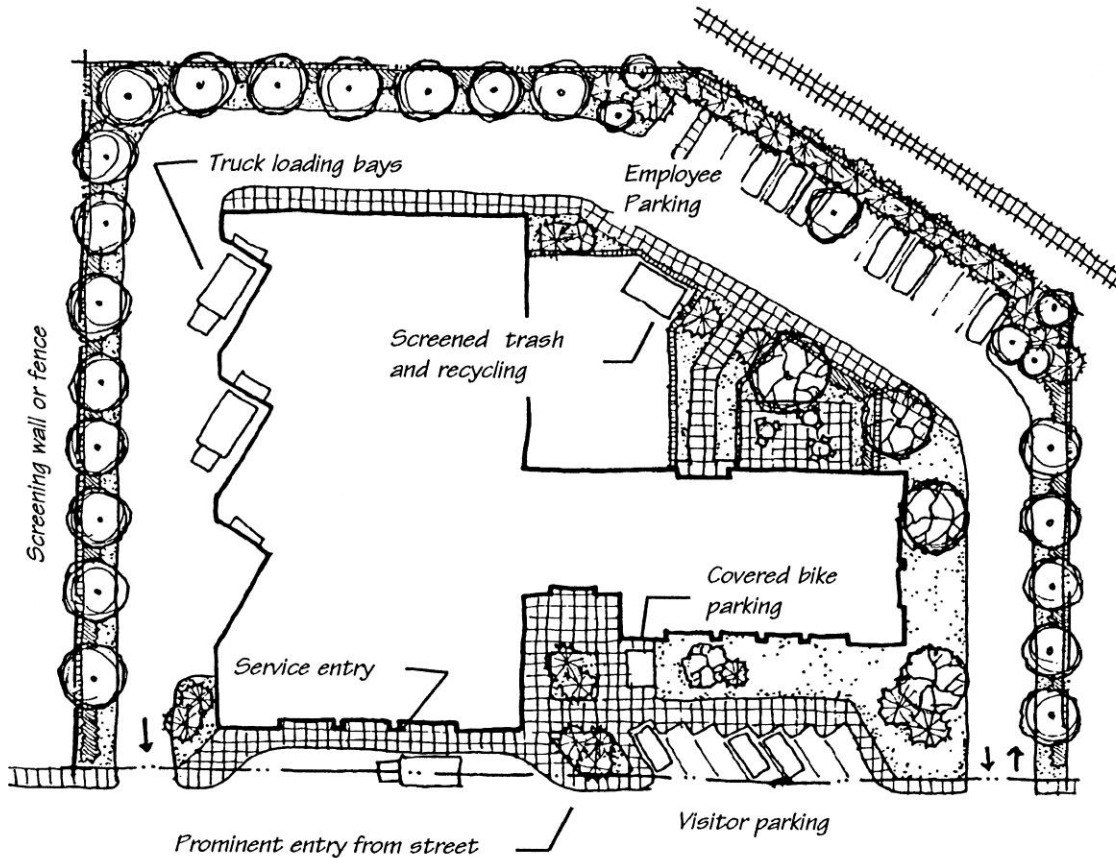 Truck loading bays
Employee
Parking
Screened trash
and recycling
Screening wall or fence
Covered bike
parking
Service entry
Visitor parking
Prominent entry from street